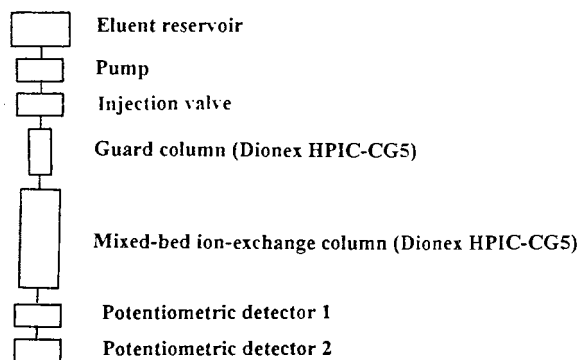 Eluent reservoir
Pump
Injection valve
Guard column (Dionex HPIC-CG5)
Mixed-bed ion-exchange column (Dionex HPIC-CG5)
Potentiometric detector 1
Potentiometric detector 2